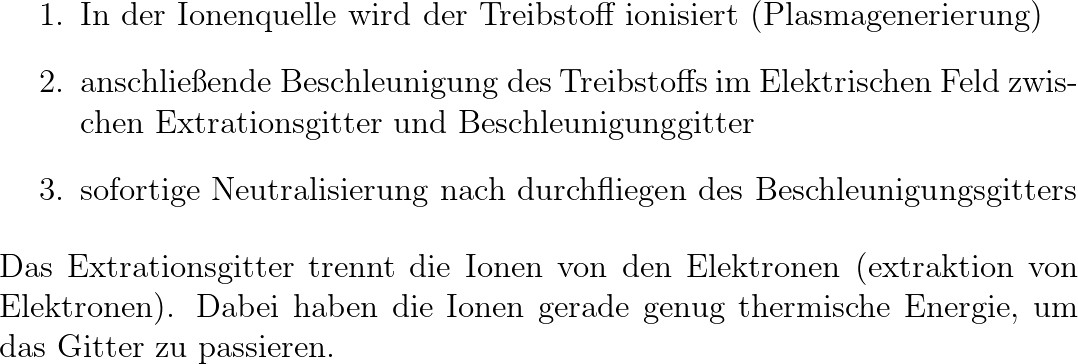 1. In der Ionenquelle wird der Treibstoff ionisiert (Plasmagenerierung)
2. anschließende Beschleunigung des Treibstoffs im Elektrischen Feld zwis-
chen Extrationsgitter und Beschleunigunggitter
3. sofortige Neutralisierung nach durchfliegen des Beschleunigungsgitters
Das Extrationsgitter trennt die Ionen von den Elektronen (extraktion von
Elektronen). Dabei haben die Ionen gerade genug thermische Energie, um
das Gitter zu passieren.